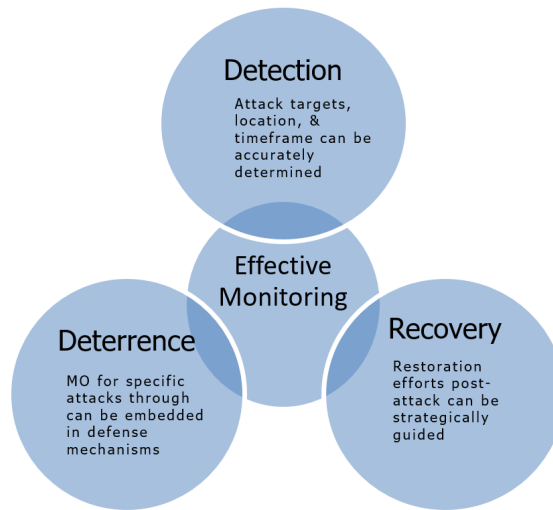 Detection
Attack targets,
location, &
timeframe can be
accurately
determined
Effective
Monitoring
Deterrence
MO for specific
attacks through
can be embedded
in defense
mechanisms
Recovery
Restoration
efforts post-
attack can be
strategically
guided